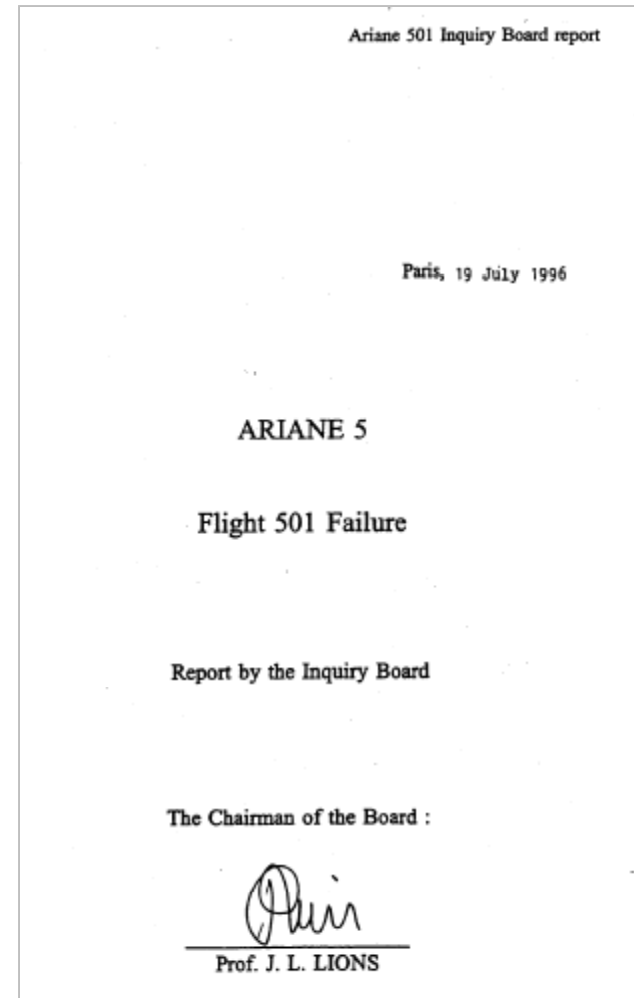 Ariane 501 Inquiry Board report
Paris, 19 July 1996
ARIANE 5
Flight 501 Failure
Report by the Inquiry Board
The Chairman of the Board :
Prof. J. L. LIONS